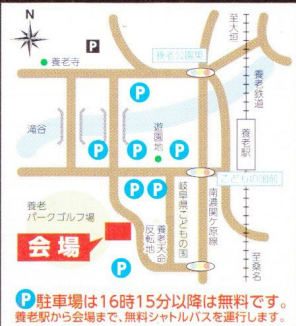 N
至大垣
P
養老公園東
養老寺
養老鉄道
P
滝谷
遊園地
養老駅
P
P
P
こどもの国前
P
P
養老
パークゴルフ場
岐阜県こどもの国
南濃関ケ原線
会場
養老天命
反転地
至桑名
P
P駐車場は16時15分以降は無料です。
養老駅から会場まで、無料シャトルバスを運行します。